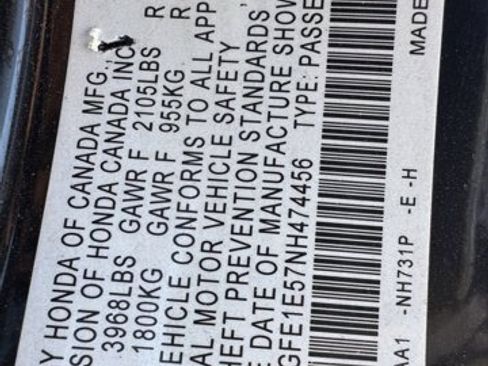 Y HONDA OF CANADA MFG.,
SION OF HONDA CANADA INC
3968LBS GAWR F 2105LBS R
1800KG GAWR F 955KG R
EHICLE CONFORMS TO ALL APP
AL MOTOR VEHICLE SAFETY
HEFT PREVENTION STANDARDS,
E DATE OF MANUFACTURE SHOW
GFE1E57NH474456 TYPE: PASSE
AA1 -NH731P -E -H
MADE